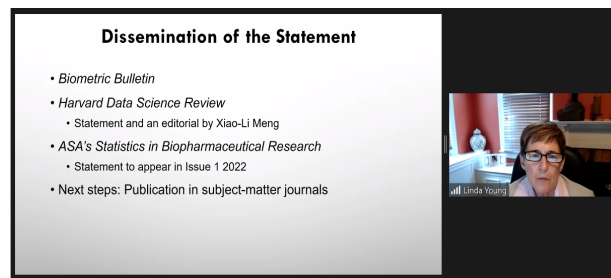 Dissemination of the Statement
• Biometric Bulletin
• Harvard Data Science Review
• Statement and an editorial by Xiao-Li Meng
• ASA's Statistics in Biopharmaceutical Research
• Statement to appear in Issue 1 2022
• Next steps: Publication in subject-matter journals
Linda Young